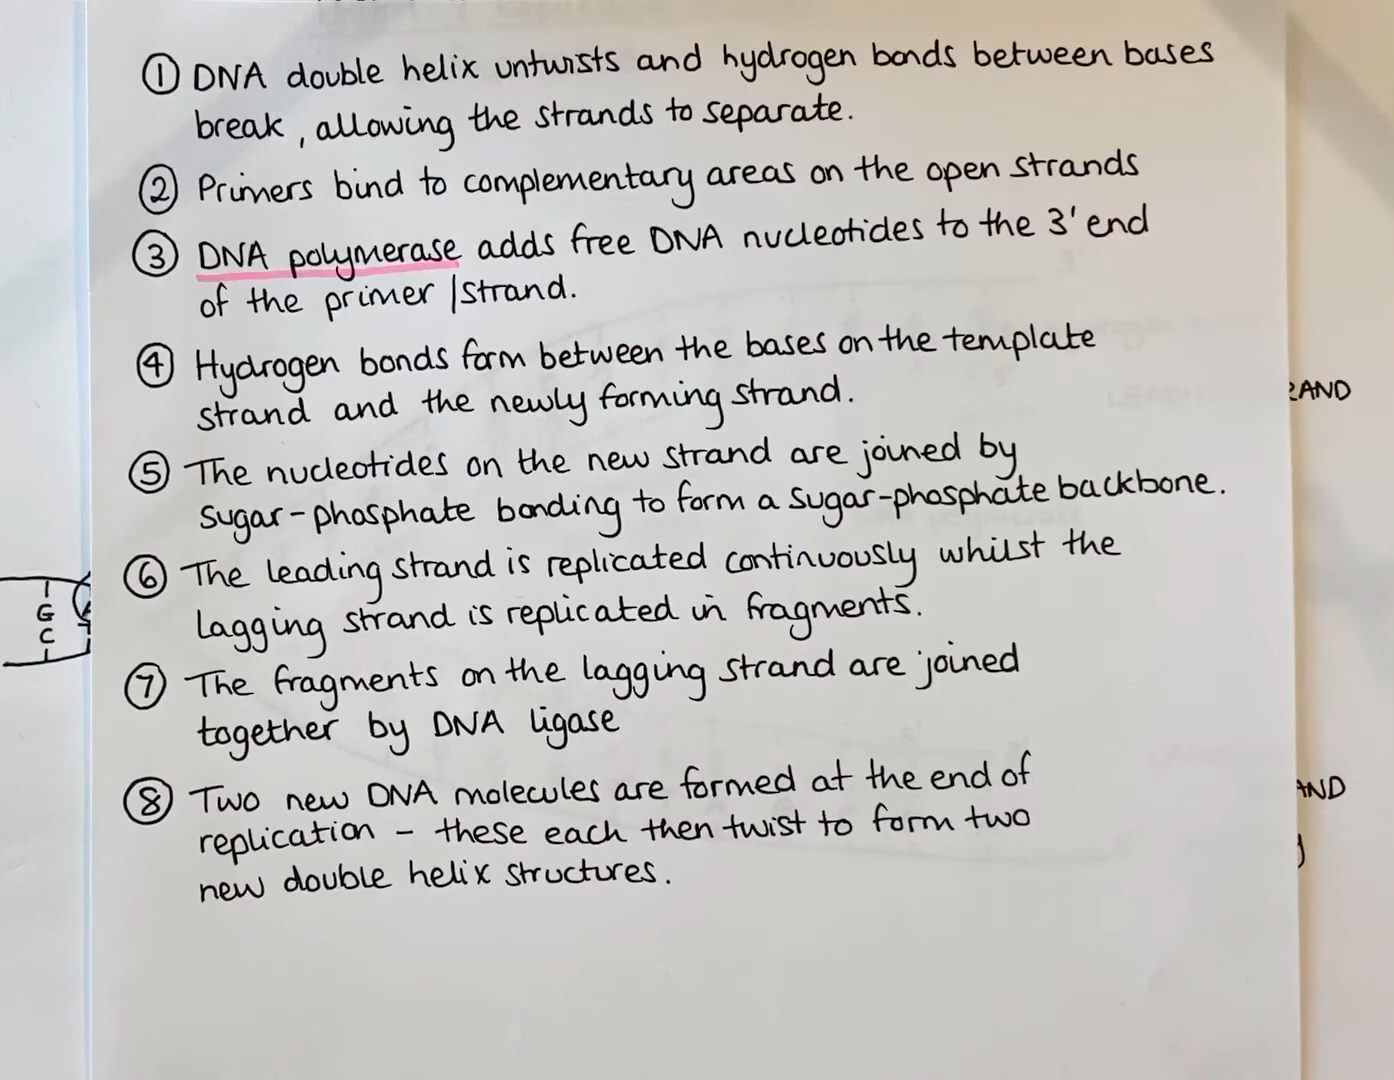 ① DNA double helix untwists and hydrogen bonds between bases
break, allowing the strands to separate.
② Primers bind to complementary areas on the open strands
③ DNA polymerase adds free DNA nucleotides to the 3' end
of the primer /strand.
④ Hydrogen bonds form between the bases on the template
strand and the newly forming strand.
⑤ The nucleotides on the new strand are joined by
sugar-phosphate bonding to form a sugar-phosphate backbone.
⑥ The leading strand is replicated continuously whilst the
lagging strand is replicated in fragments.
⑦ The fragments on the lagging strand are joined
together by DNA ligase
⑧ Two new DNA molecules are formed at the end of
replication - these each then twist to form two
new double helix structures.
G
C
RAND
AND